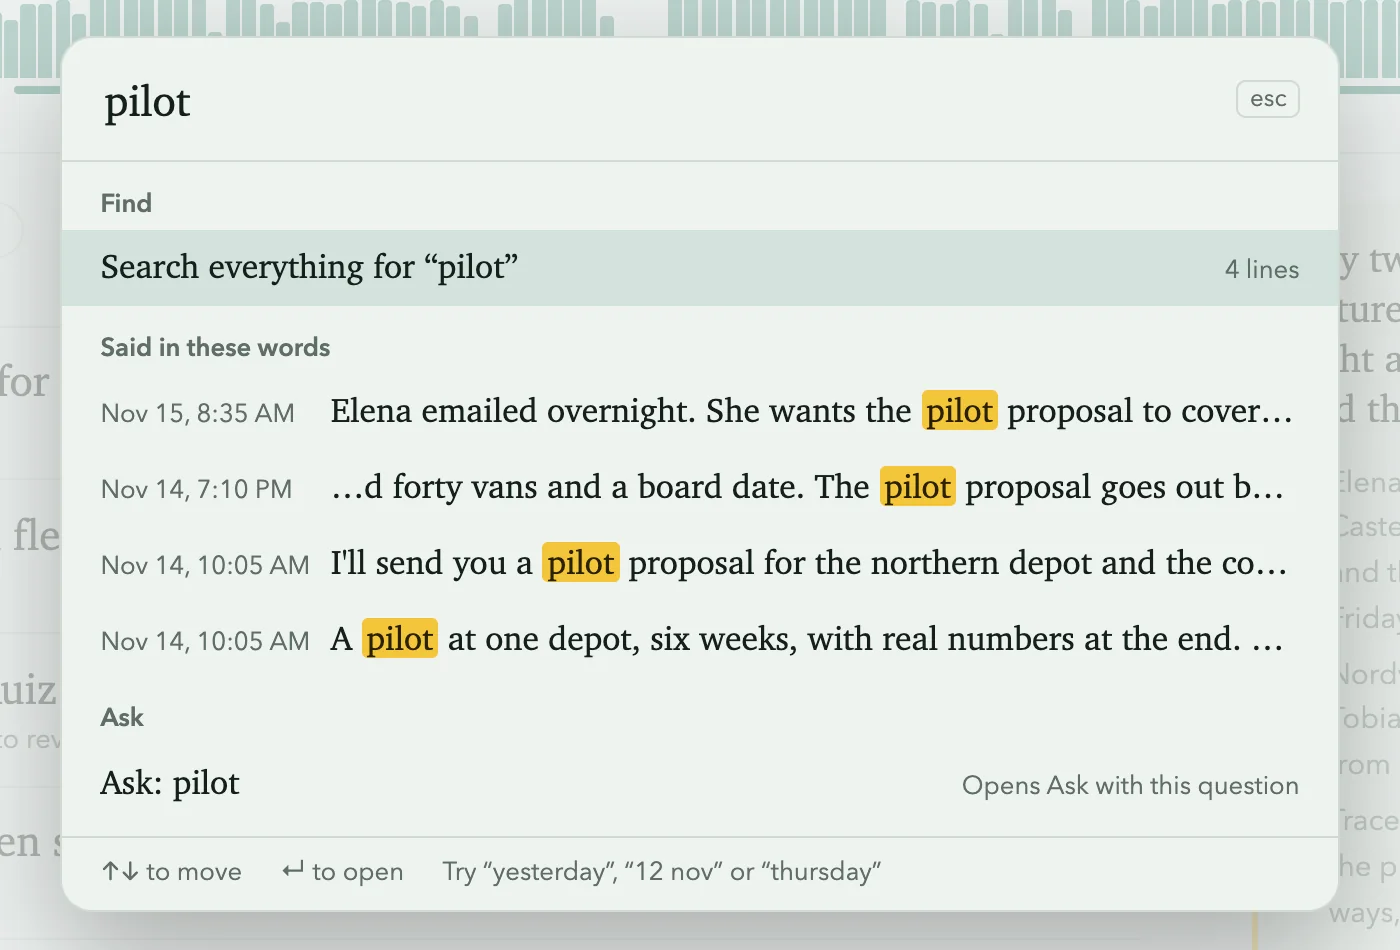 pilot
esc
Find
Search everything for “pilot”
4 lines
Said in these words
Nov 15, 8:35 AM Elena emailed overnight. She wants the pilot proposal to cover…
Nov 14, 7:10 PM …d forty vans and a board date. The pilot proposal goes out b…
Nov 14, 10:05 AM I'll send you a pilot proposal for the northern depot and the co…
Nov 14, 10:05 AM A pilot at one depot, six weeks, with real numbers at the end. …
Ask
Ask: pilot
Opens Ask with this question
↑↓ to move
↵ to open
Try “yesterday”, “12 nov” or “thursday”
for
to
ways,